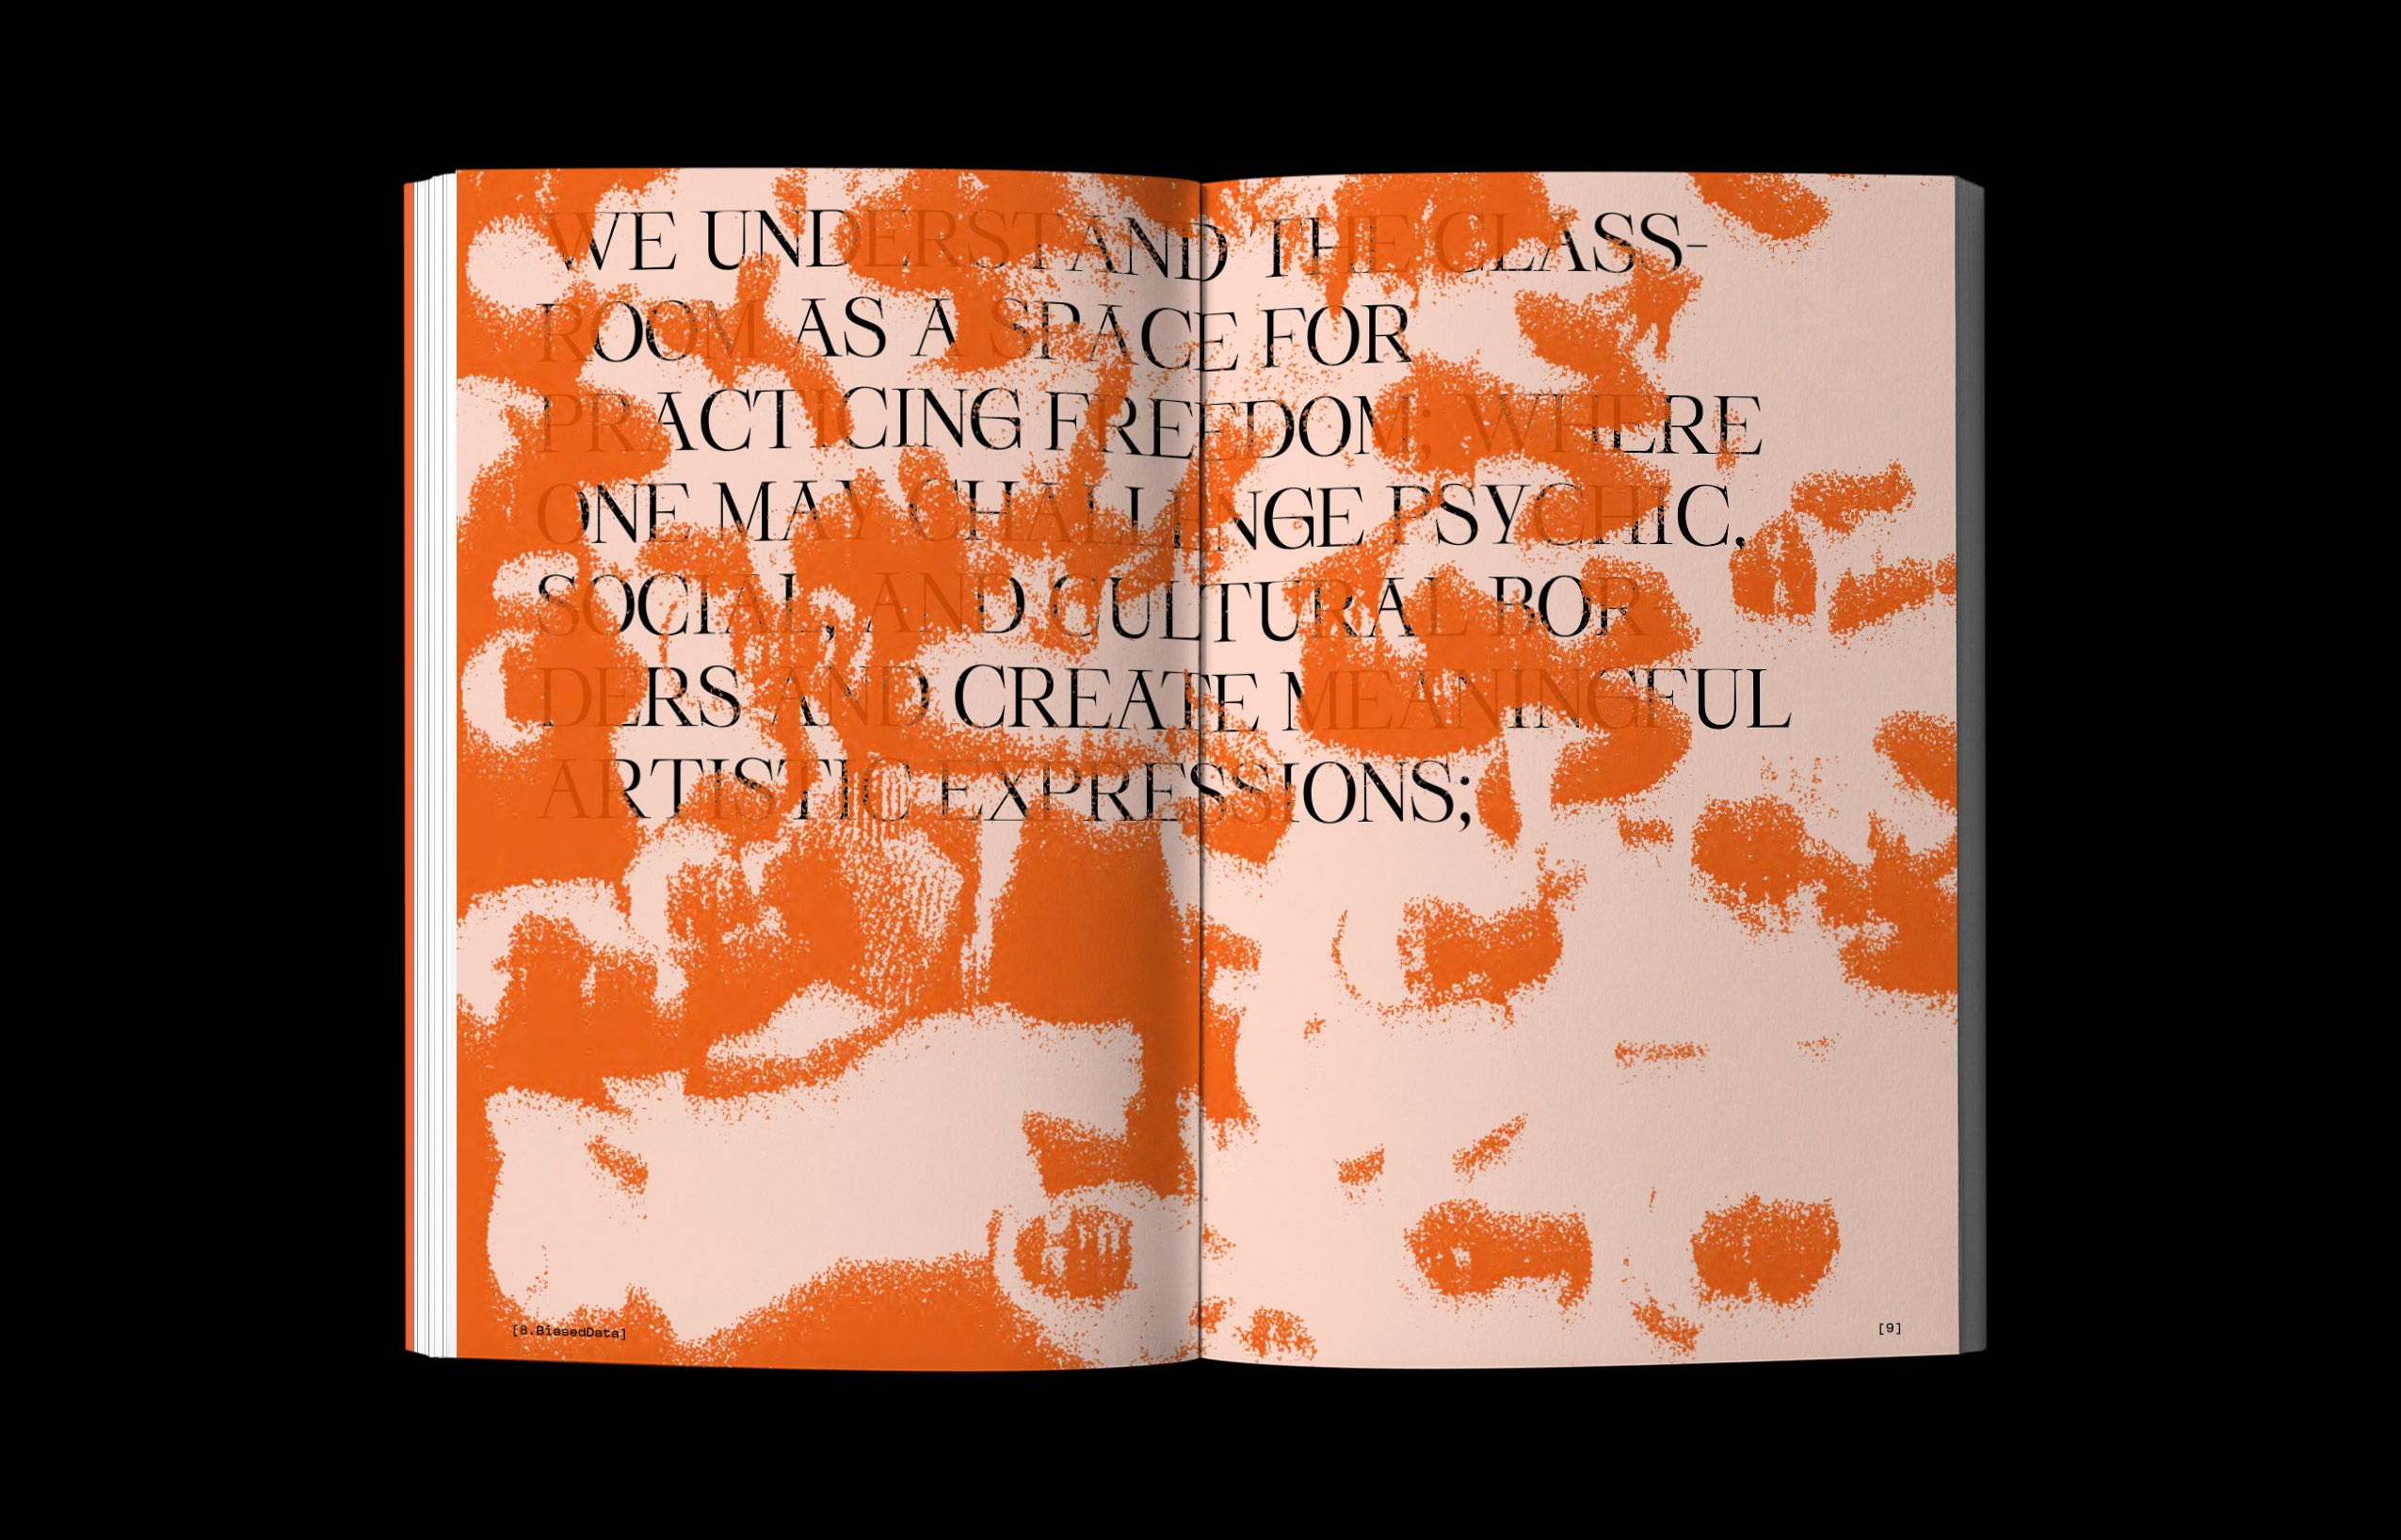 WE UNDERSTAND THE CLASS-
ROOM AS A SPACE FOR
PRACTICING FREEDOM; WHERE
ONE MAY CHALLENGE PSYCHIC,
SOCIAL, AND CULTURAL BOR-
DERS AND CREATE MEANINGFUL
ARTISTIC EXPRESSIONS;
[8.BiasedData]
[9]